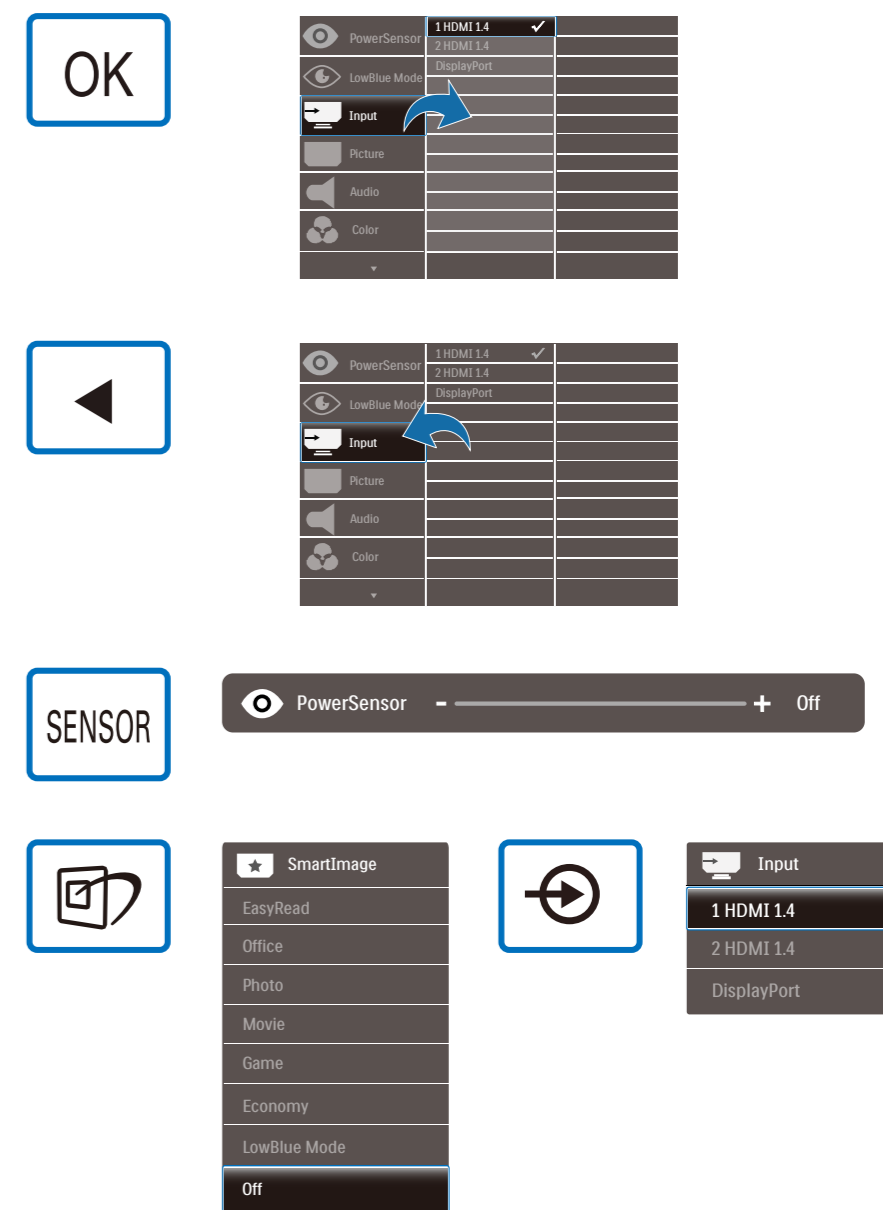 OK
PowerSensor
LowBlue Mode
Input
Picture
Audio
Color
1 HDMI 1.4
2 HDMI 1.4
DisplayPort
PowerSensor
LowBlue Mode
Input
Picture
Audio
Color
1 HDMI 1.4
2 HDMI 1.4
DisplayPort
SENSOR
PowerSensor - + Off
SmartImage
EasyRead
Office
Photo
Movie
Game
Economy
LowBlue Mode
Off
Input
1 HDMI 1.4
2 HDMI 1.4
DisplayPort